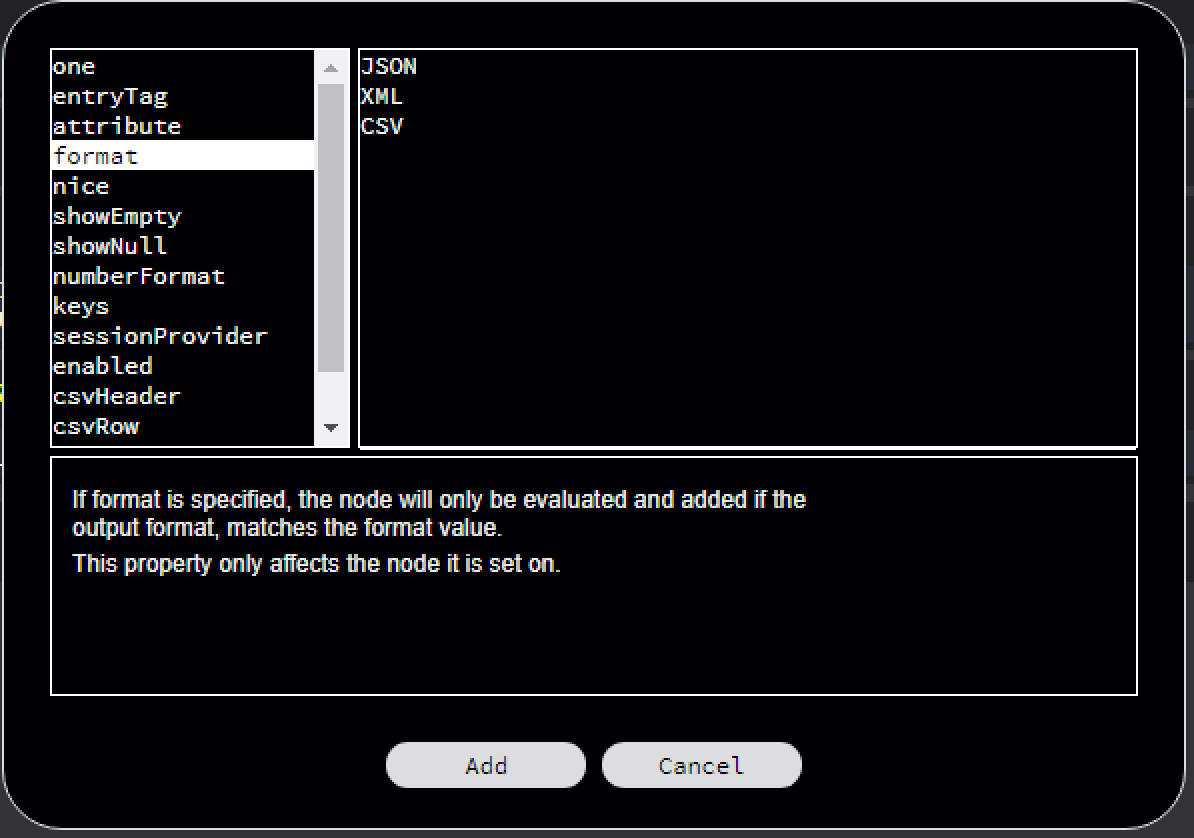 one
entryTag
attribute
format
nice
showEmpty
showNull
numberFormat
keys
sessionProvider
enabled
csvHeader
csvRow
JSON
XML
CSV
If format is specified, the node will only be evaluated and added if the
output format, matches the format value.
This property only affects the node it is set on.
Add
Cancel